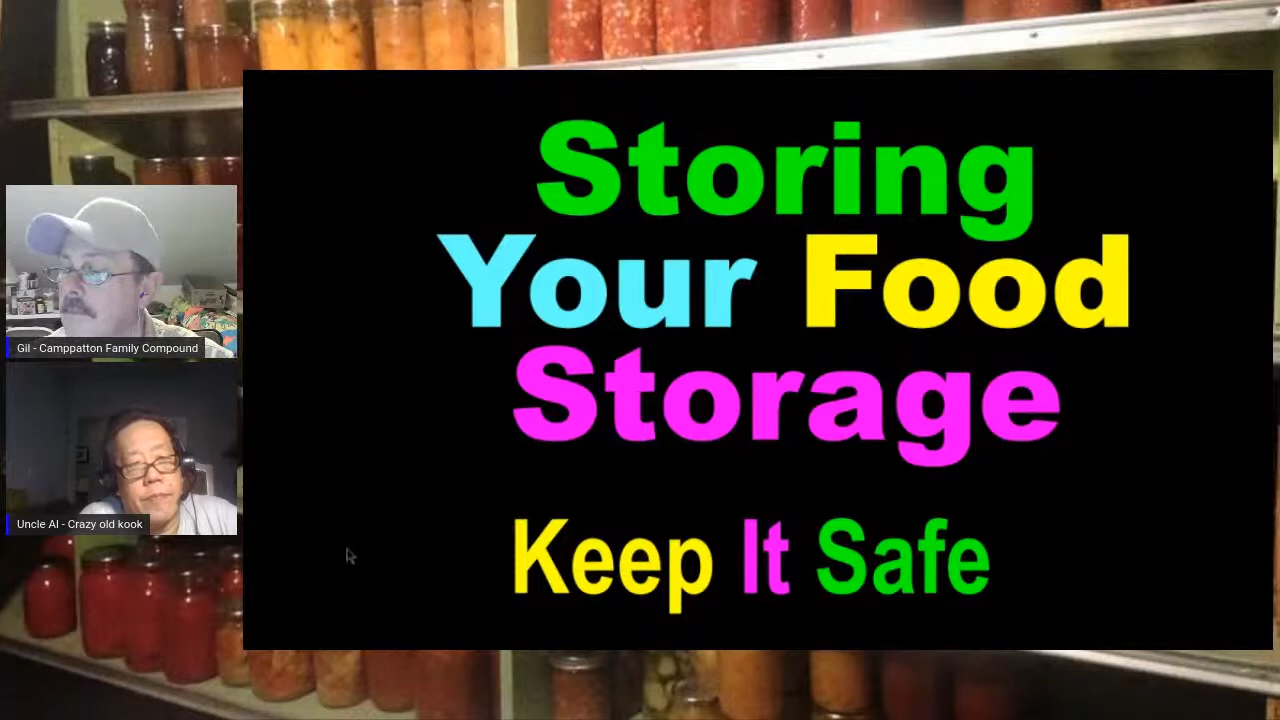 Storing
Your Food
Storage
Keep It Safe
Gil - Camppatton Family Compound
Uncle Al - Crazy old kook